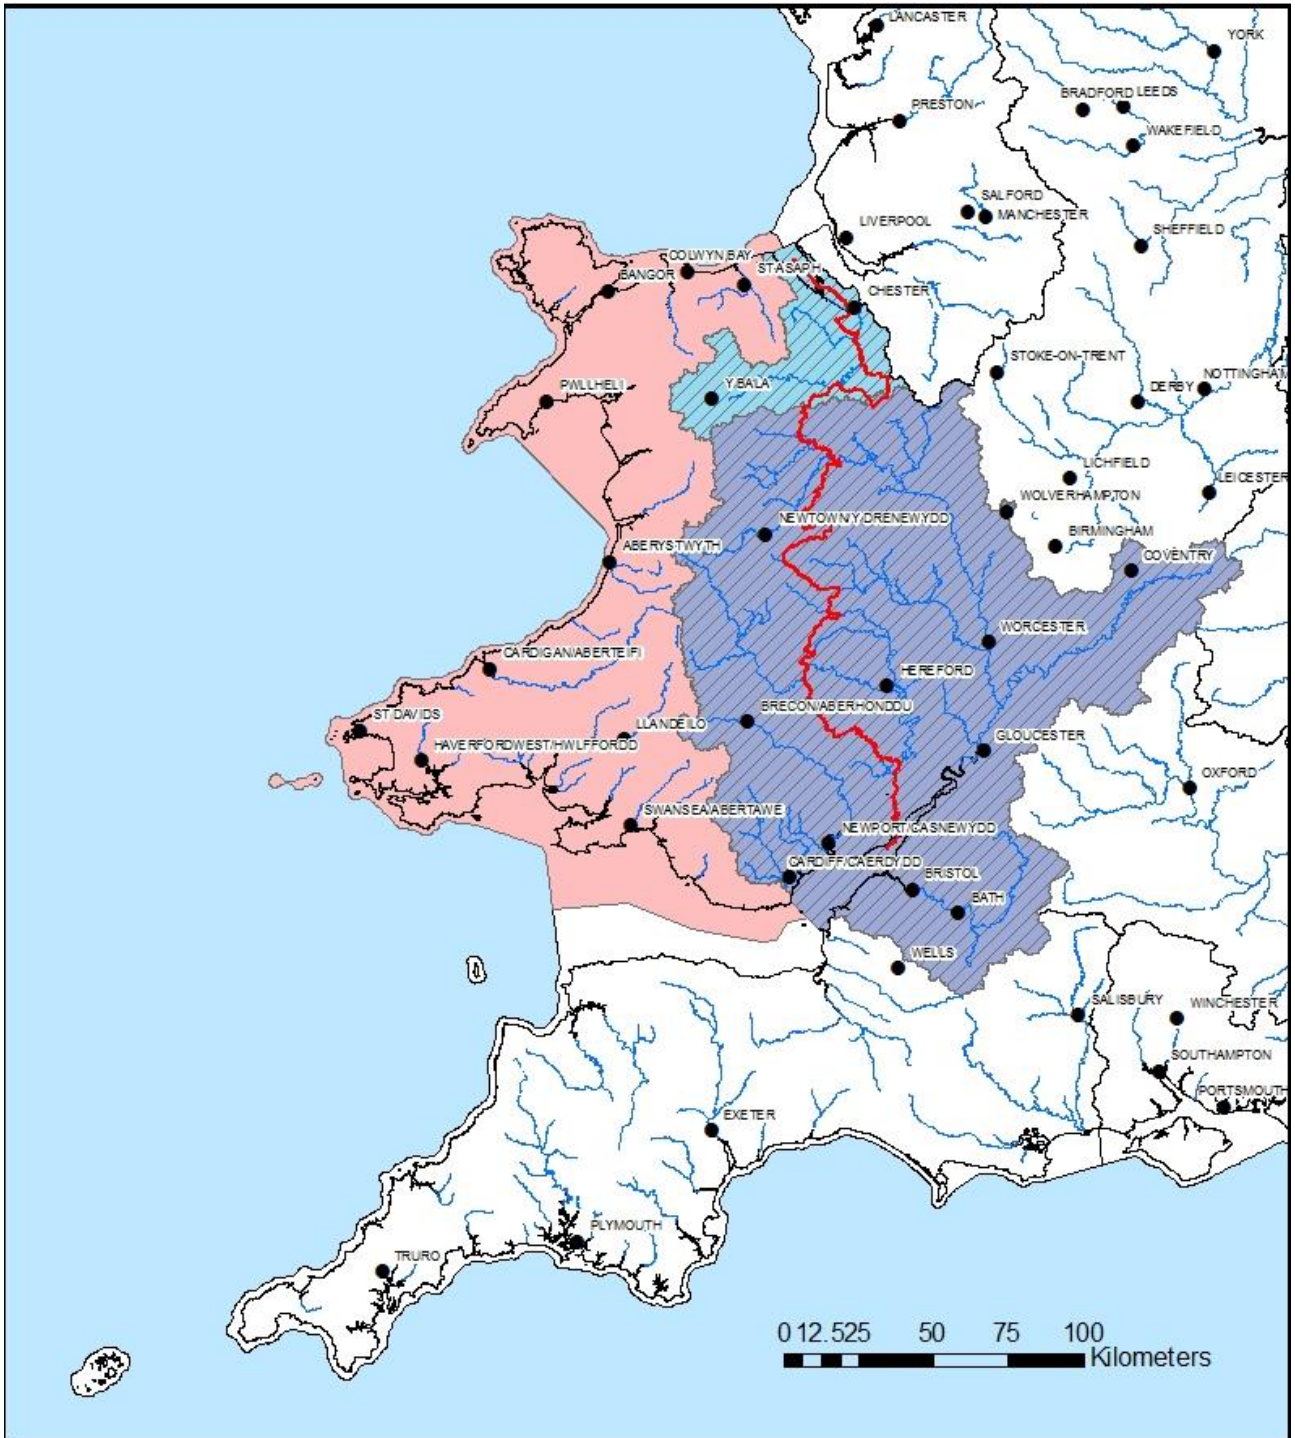 LANCASTER
YORK
BRADFORD LEEDS
PRESTON
WAKEFIELD
SALFORD
MANCHESTER
LIVERPOOL
SHEFFIELD
COLWYN BAY
ST ASAPH
BANGOR
CHESTER
STOKE-ON-TRENT
PWLLHELI
Y BALA
DERBY
NOTTINGHAM
LICHFIELD
LEICESTER
WOLVERHAMPTON
NEWTOWN/Y DRENEWYDD
BIRMINGHAM
ABERYSTWYTH
COVENTRY
WORCESTER
CARDIGAN/ABERTEIFI
HEREFORD
ST DAVIDS
LLANDEILO
BRECON/ABERHONDDU
GLOUCESTER
HAVERFORDWEST/HWLFFORDD
OXFORD
SWANSEA/ABERTAWE
NEWPORT/CASNEWYDD
CARDIFF/CAERDYDD
BRISTOL
BATH
WELLS
SALISBURY
WINCHESTER
SOUTHAMPTON
PORTSMOUTH
EXETER
PLYMOUTH
TRURO
0 12.525 50 75 100
Kilometers